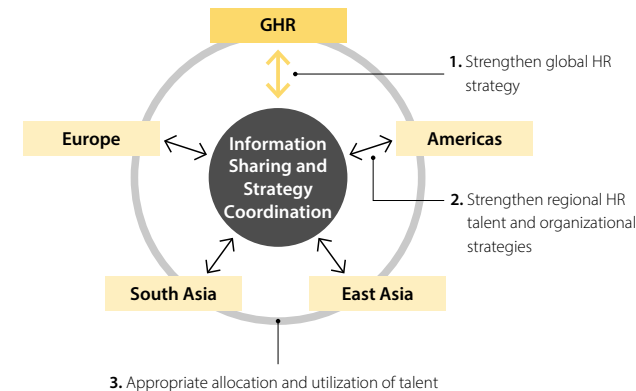 GHR
1. Strengthen global HR
strategy
Europe
Information
Sharing and
Strategy
Coordination
Americas
2. Strengthen regional HR
talent and organizational
strategies
South Asia
East Asia
3. Appropriate allocation and utilization of talent